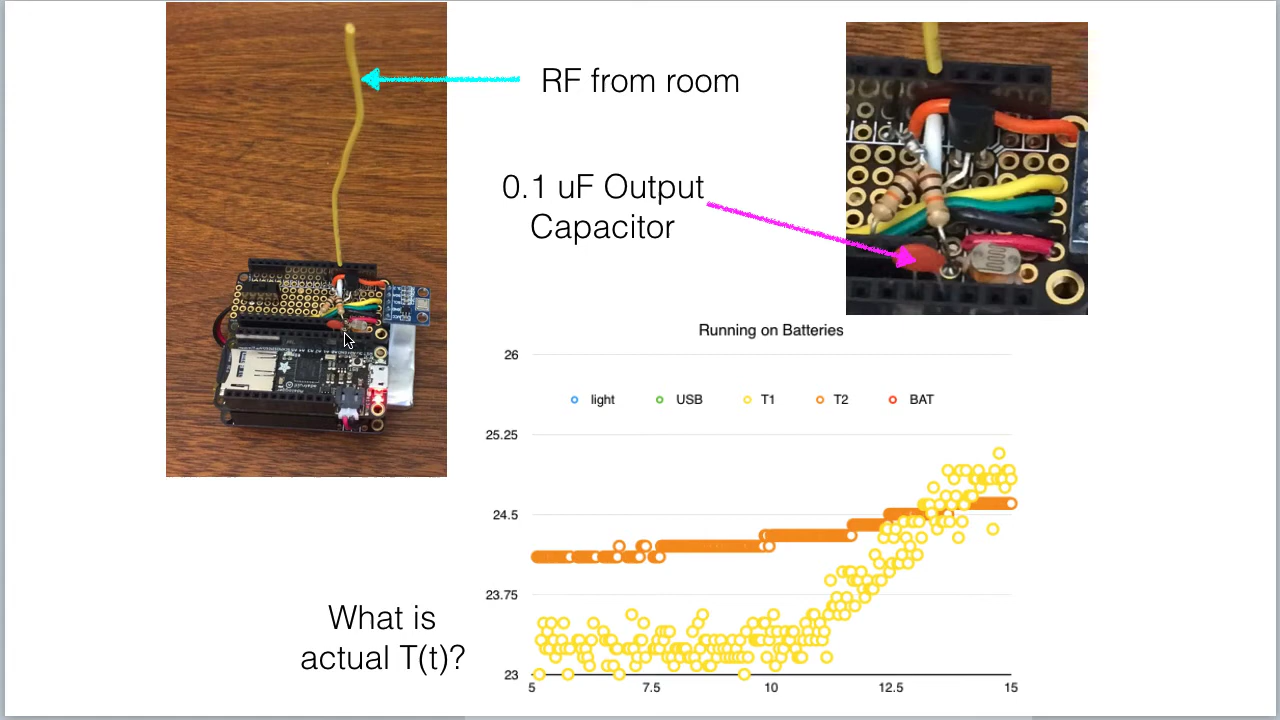 RF from room
0.1 uF Output
Capacitor
Running on Batteries
26
light USB T1 T2 BAT
25.25
24.5
23.75
23
5 7.5 10 12.5 15
What is
actual T(t)?